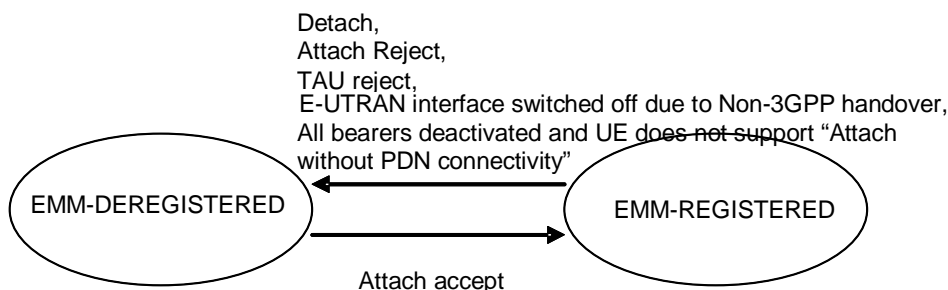 Detach,
Attach Reject,
TAU reject,
E-UTRAN interface switched off due to Non-3GPP handover,
All bearers deactivated and UE does not support “Attach
without PDN connectivity”
EMM-DEREGISTERED
EMM-REGISTERED
Attach accept